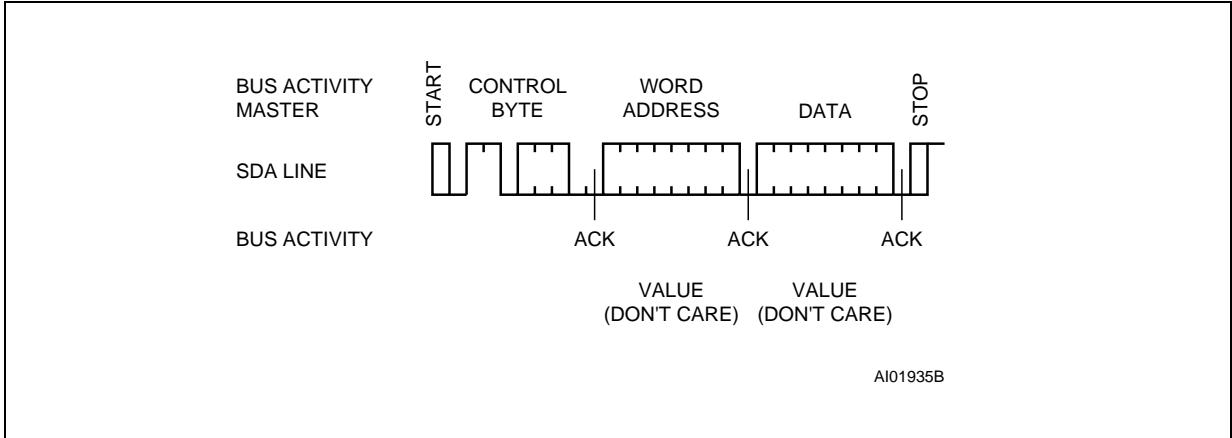 BUS ACTIVITY
MASTER
START
CONTROL
BYTE
WORD
ADDRESS
DATA
STOP
SDA LINE
BUS ACTIVITY
ACK
ACK
ACK
VALUE
(DON'T CARE)
VALUE
(DON'T CARE)
AI01935B